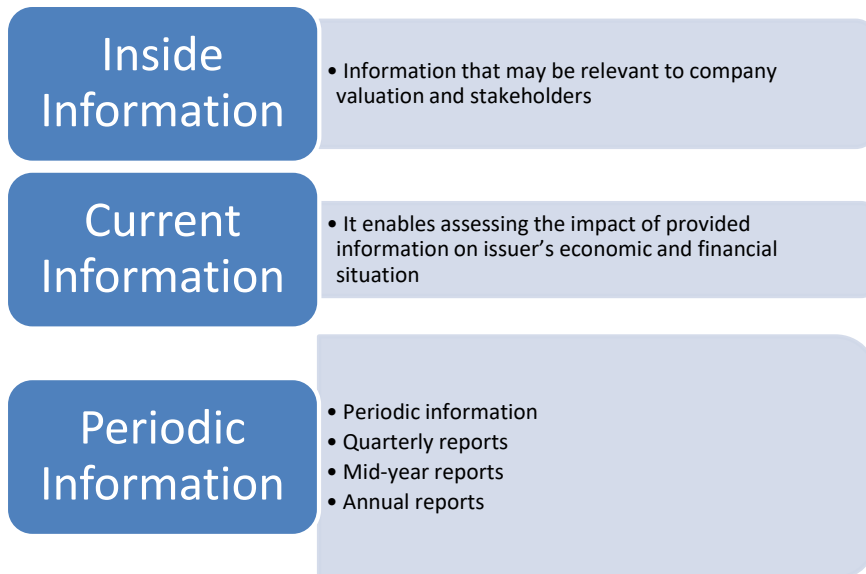 Inside
Information
• Information that may be relevant to company
valuation and stakeholders
Current
Information
• It enables assessing the impact of provided
information on issuer’s economic and financial
situation
Periodic
Information
• Periodic information
• Quarterly reports
• Mid-year reports
• Annual reports